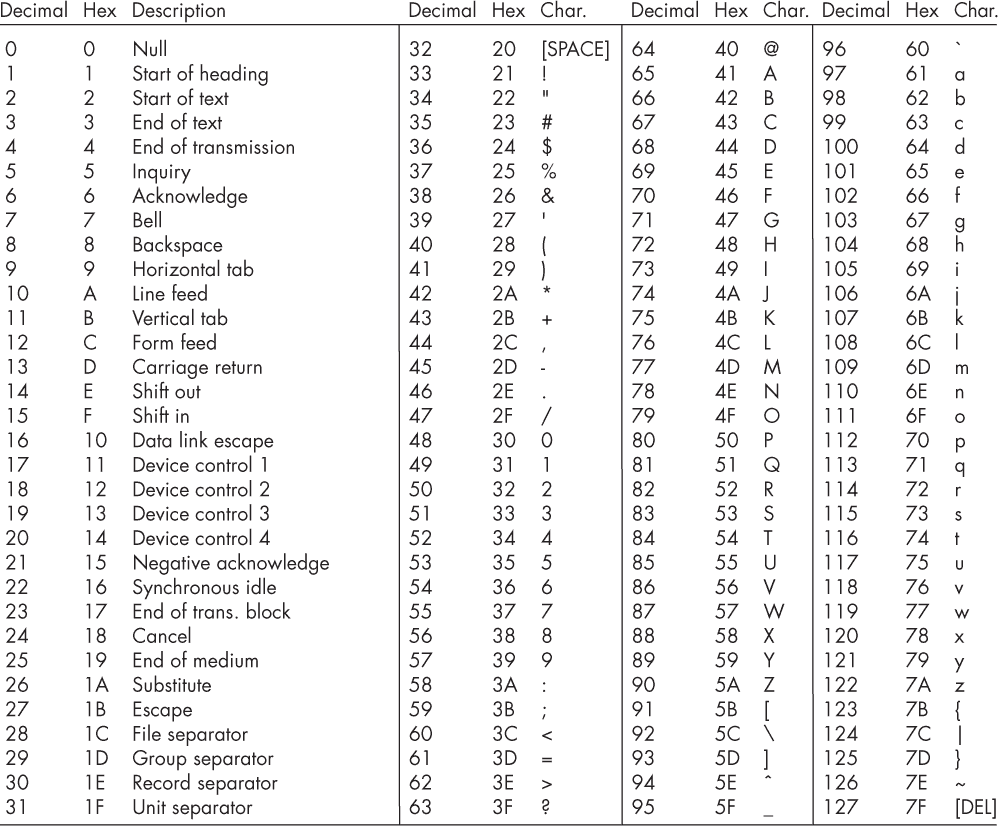 Decimal Hex Description Decimal Hex Char. Decimal Hex Char. Decimal Hex Char.
0 0 Null 32 20 [SPACE] 64 40 @ 96 60 `
1 1 Start of heading 33 21 ! 65 41 A 97 61 a
2 2 Start of text 34 22 " 66 42 B 98 62 b
3 3 End of text 35 23 # 67 43 C 99 63 c
4 4 End of transmission 36 24 $ 68 44 D 100 64 d
5 5 Inquiry 37 25 % 69 45 E 101 65 e
6 6 Acknowledge 38 26 & 70 46 F 102 66 f
7 7 Bell 39 27 ' 71 47 G 103 67 g
8 8 Backspace 40 28 ( 72 48 H 104 68 h
9 9 Horizontal tab 41 29 ) 73 49 I 105 69 i
10 A Line feed 42 2A * 74 4A J 106 6A j
11 B Vertical tab 43 2B + 75 4B K 107 6B k
12 C Form feed 44 2C , 76 4C L 108 6C l
13 D Carriage return 45 2D - 77 4D M 109 6D m
14 E Shift out 46 2E . 78 4E N 110 6E n
15 F Shift in 47 2F / 79 4F O 111 6F o
16 10 Data link escape 48 30 0 80 50 P 112 70 p
17 11 Device control 1 49 31 1 81 51 Q 113 71 q
18 12 Device control 2 50 32 2 82 52 R 114 72 r
19 13 Device control 3 51 33 3 83 53 S 115 73 s
20 14 Device control 4 52 34 4 84 54 T 116 74 t
21 15 Negative acknowledge 53 35 5 85 55 U 117 75 u
22 16 Synchronous idle 54 36 6 86 56 V 118 76 v
23 17 End of trans. block 55 37 7 87 57 W 119 77 w
24 18 Cancel 56 38 8 88 58 X 120 78 x
25 19 End of medium 57 39 9 89 59 Y 121 79 y
26 1A Substitute 58 3A : 90 5A Z 122 7A z
27 1B Escape 59 3B ; 91 5B [ 123 7B {
28 1C File separator 60 3C < 92 5C \ 124 7C |
29 1D Group separator 61 3D = 93 5D ] 125 7D }
30 1E Record separator 62 3E > 94 5E ^ 126 7E ~
31 1F Unit separator 63 3F ? 95 5F _ 127 7F [DEL]